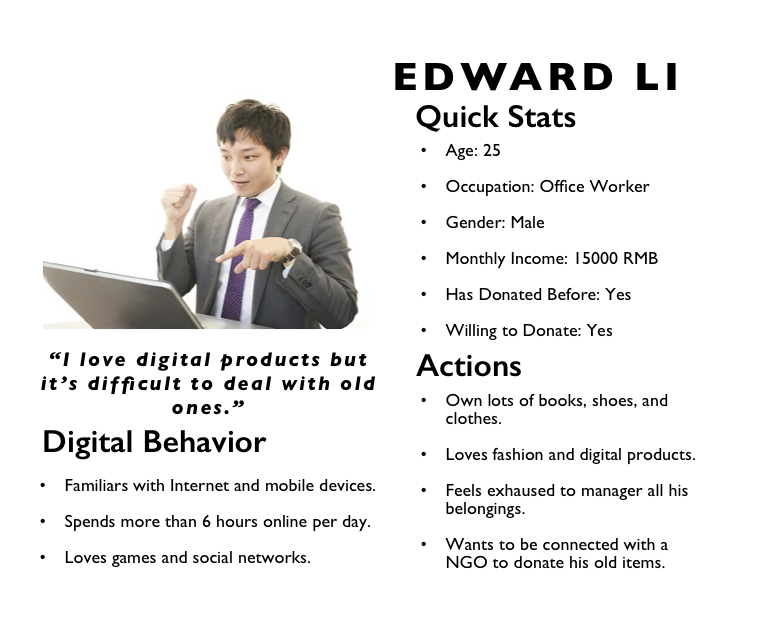 EDWARD LI
Quick Stats
• Age: 25
• Occupation: Office Worker
• Gender: Male
• Monthly Income: 15000 RMB
• Has Donated Before: Yes
• Willing to Donate: Yes
Actions
• Own lots of books, shoes, and
clothes.
• Loves fashion and digital products.
• Feels exhaused to manager all his
belongings.
• Wants to be connected with a
NGO to donate his old items.
“I love digital products but
it’s difficult to deal with old
ones.”
Digital Behavior
• Familiars with Internet and mobile devices.
• Spends more than 6 hours online per day.
• Loves games and social networks.